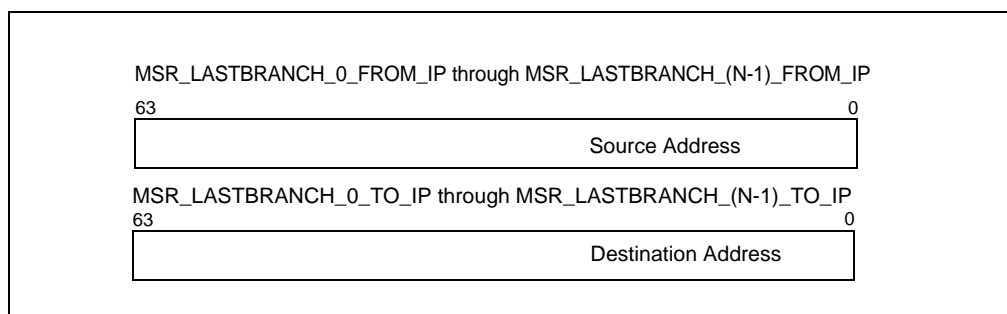 MSR_LASTBRANCH_0_FROM_IP through MSR_LASTBRANCH_(N-1)_FROM_IP
63 0
Source Address
MSR_LASTBRANCH_0_TO_IP through MSR_LASTBRANCH_(N-1)_TO_IP
63 0
Destination Address